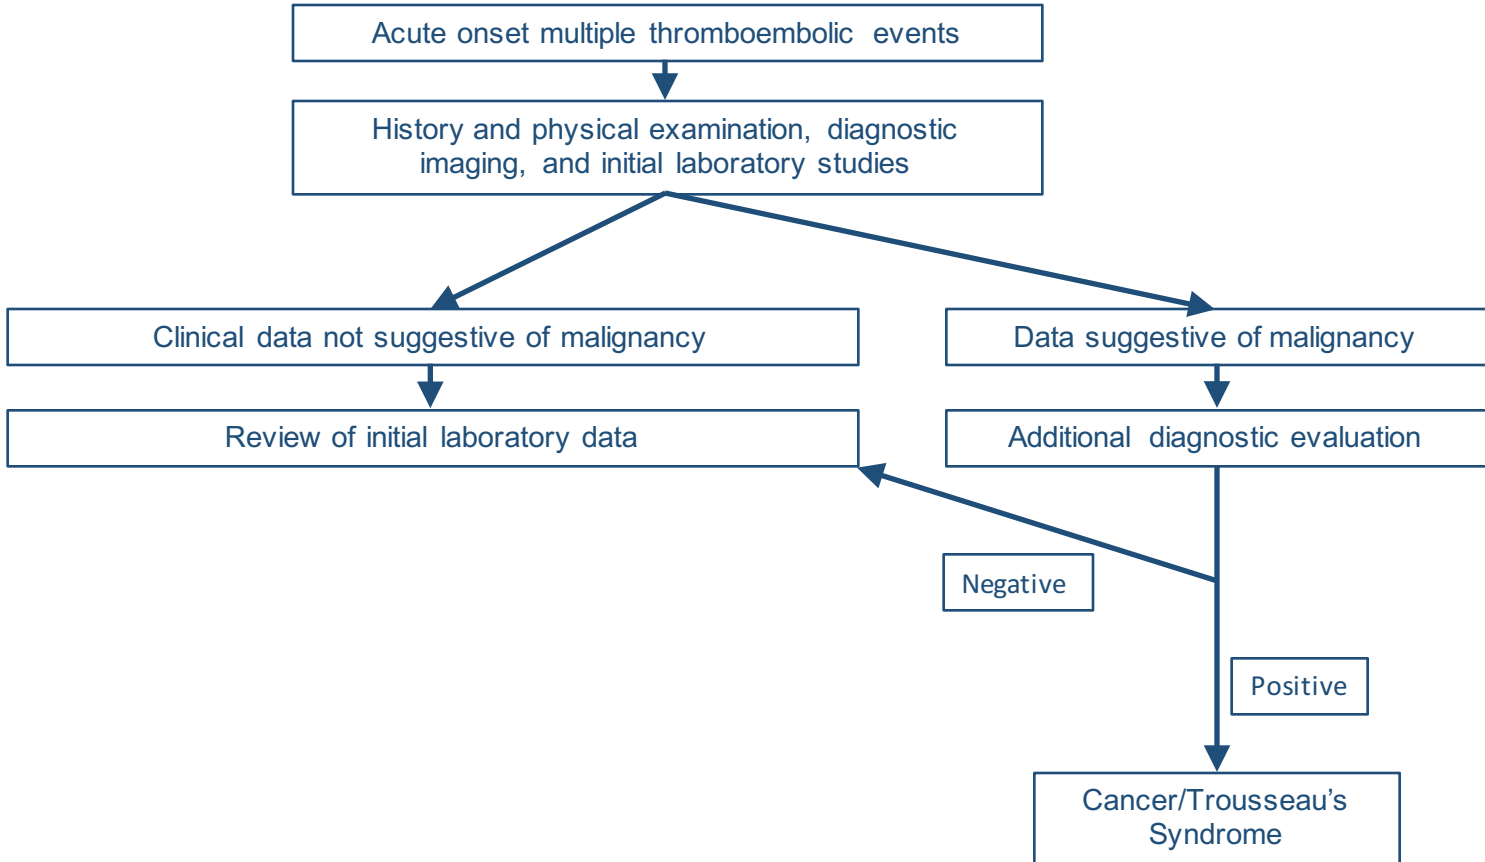 Acute onset multiple thromboembolic events
History and physical examination, diagnostic
imaging, and initial laboratory studies
Clinical data not suggestive of malignancy
Data suggestive of malignancy
Review of initial laboratory data
Additional diagnostic evaluation
Negative
Positive
Cancer/Trousseau’s
Syndrome